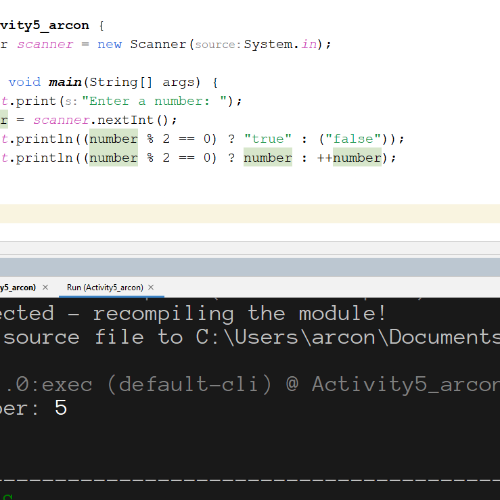 vity5_arcon {
r scanner = new Scanner(source:System.in);
void main(String[] args) {
t.print(s:"Enter a number: ");
r = scanner.nextInt();
t.println((number % 2 == 0) ? "true" : ("false"));
t.println((number % 2 == 0) ? number : ++number);
y5_arcon) × Run (Activity5_arcon) ×
ected - recompiling the module!
source file to C:\Users\arcon\Documents
.0:exec (default-cli) @ Activity5_arcon
ber: 5